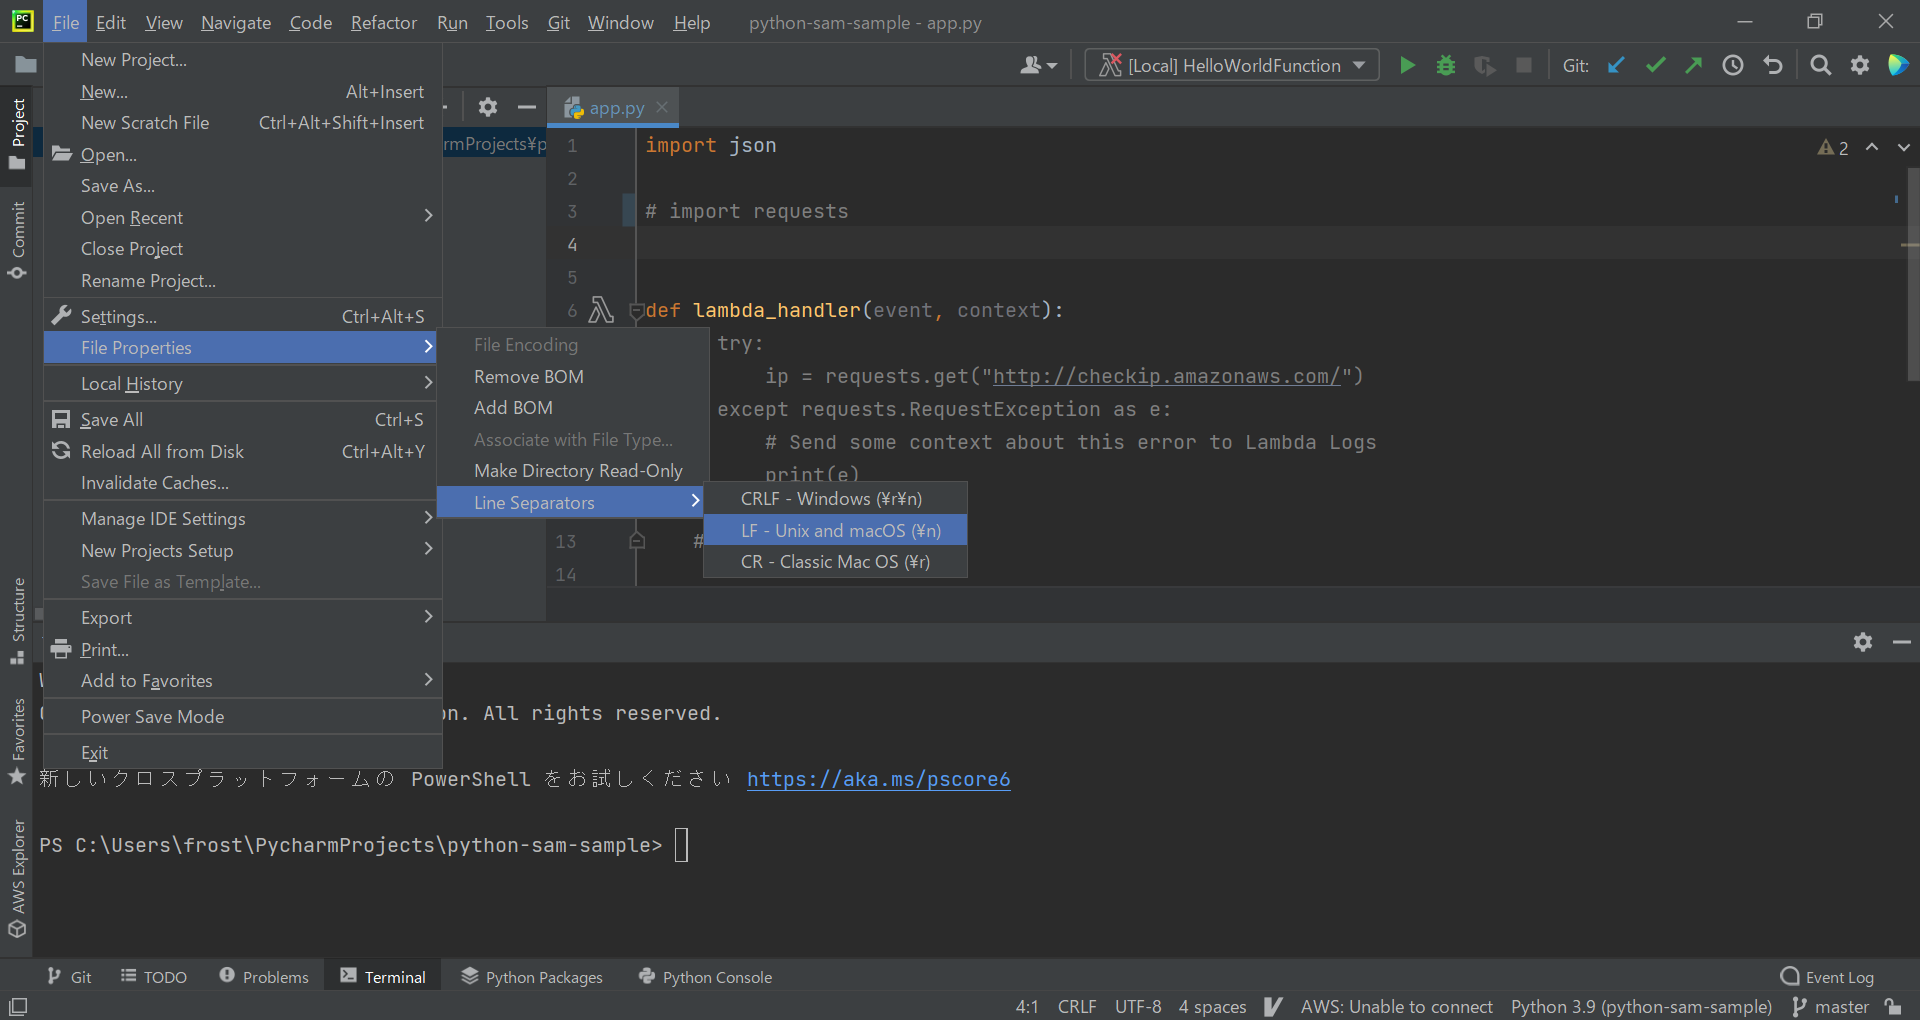 PC
File Edit View Navigate Code Refactor Run Tools Git Window Help python-sam-sample - app.py
[Local] HelloWorldFunction Git:
New Project...
New... Alt+Insert
New Scratch File Ctrl+Alt+Shift+Insert
Open...
Save As...
Open Recent
Close Project
Rename Project...
Settings... Ctrl+Alt+S
File Properties
Local History
Save All Ctrl+S
Reload All from Disk Ctrl+Alt+Y
Invalidate Caches...
Manage IDE Settings
New Projects Setup
Save File as Template...
Export
Print...
Add to Favorites
Power Save Mode
Exit
File Encoding
Remove BOM
Add BOM
Associate with File Type...
Make Directory Read-Only
Line Separators
CRLF - Windows (¥r¥n)
LF - Unix and macOS (¥n)
CR - Classic Mac OS (¥r)
Project
Commit
Structure
Favorites
AWS Explorer
rmProjects¥p
app.py
2
1 import json
2
3 # import requests
4
5
6 def lambda_handler(event, context):
try:
ip = requests.get("http://checkip.amazonaws.com/")
except requests.RequestException as e:
# Send some context about this error to Lambda Logs
print(e)
13 #
14
on. All rights reserved.
新しいクロスプラットフォームの PowerShell をお試しください https://aka.ms/pscore6
PS C:\Users\frost\PycharmProjects\python-sam-sample>
Git TODO Problems Terminal Python Packages Python Console Event Log
4:1 CRLF UTF-8 4 spaces AWS: Unable to connect Python 3.9 (python-sam-sample) master